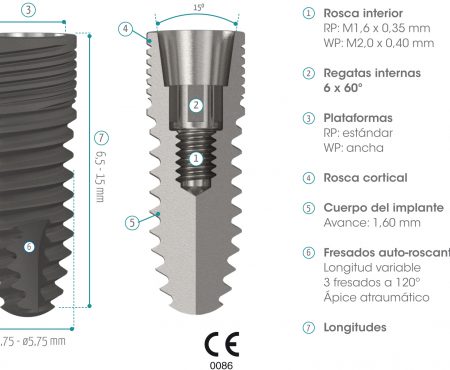 3
4
15º
2
1
7
6,5 - 15 mm
5
6
.75 - ø5.75 mm
CE
0086
1 Rosca interior
RP: M1,6 x 0,35 mm
WP: M2,0 x 0,40 mm
2 Regatas internas
6 x 60º
3 Plataformas
RP: estándar
WP: ancha
4 Rosca cortical
5 Cuerpo del implante
Avance: 1,60 mm
6 Fresados auto-roscant
Longitud variable
3 fresados a 120º
Ápice atraumático
7 Longitudes